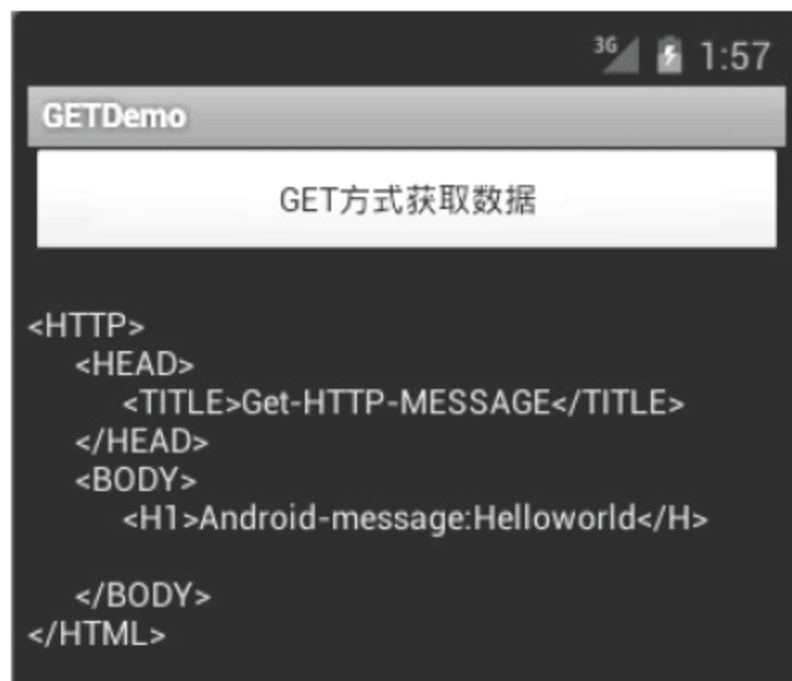 3G 1:57
GETDemo
GET方式获取数据
<HTTP>
<HEAD>
<TITLE>Get-HTTP-MESSAGE</TITLE>
</HEAD>
<BODY>
<H1>Android-message:Helloworld</H>
</BODY>
</HTML>